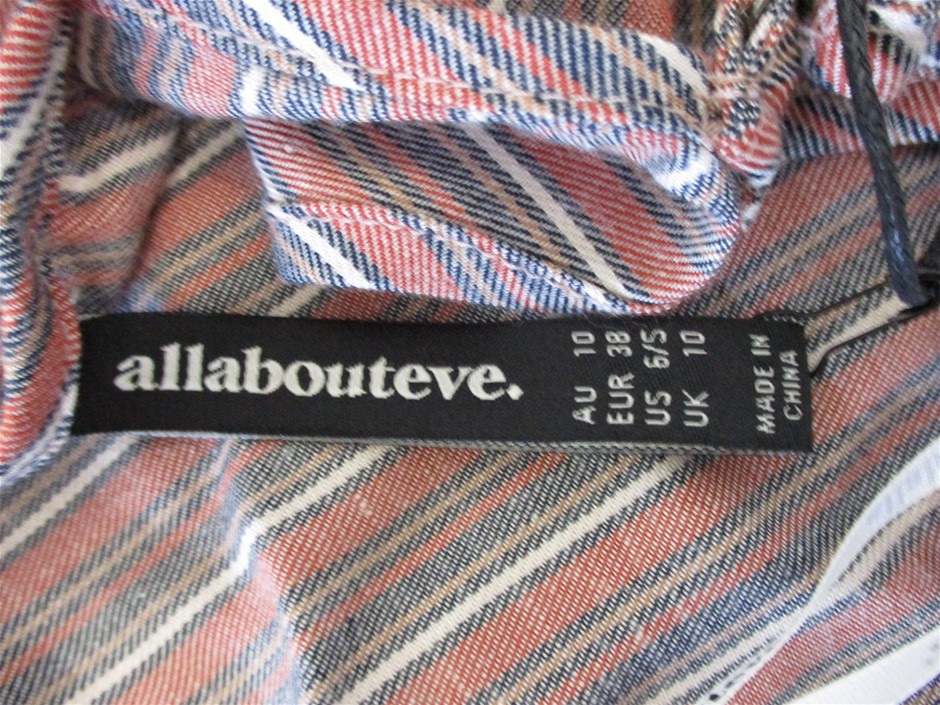 allabouteve.
AU 10
EUR 38
US 6/S
UK 10
MADE IN
CHINA